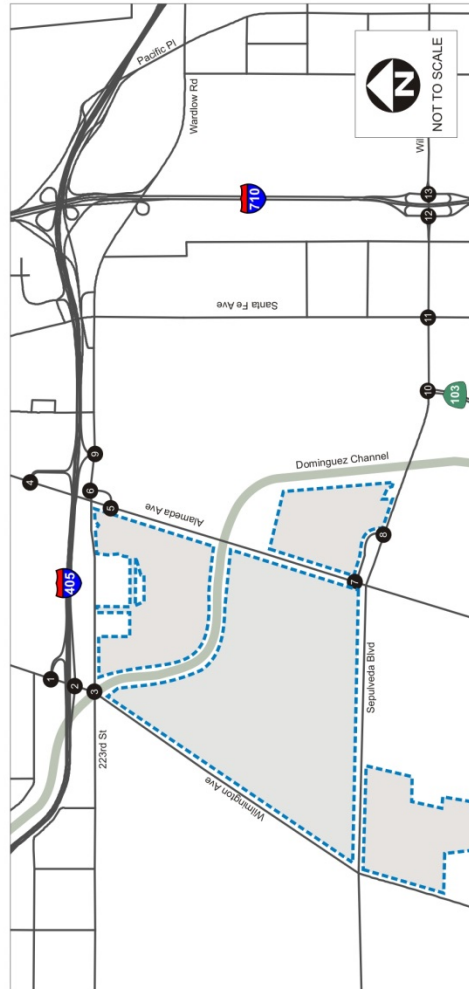 Pacific Pl
Wardlow Rd
N
NOT TO SCALE
Wil
710
13
12
Santa Fe Ave
11
10
103
4
9
6
5
Alameda Ave
Dominguez Channel
8
7
405
1
2
3
223rd St
Wilmington Ave
Sepulveda Blvd